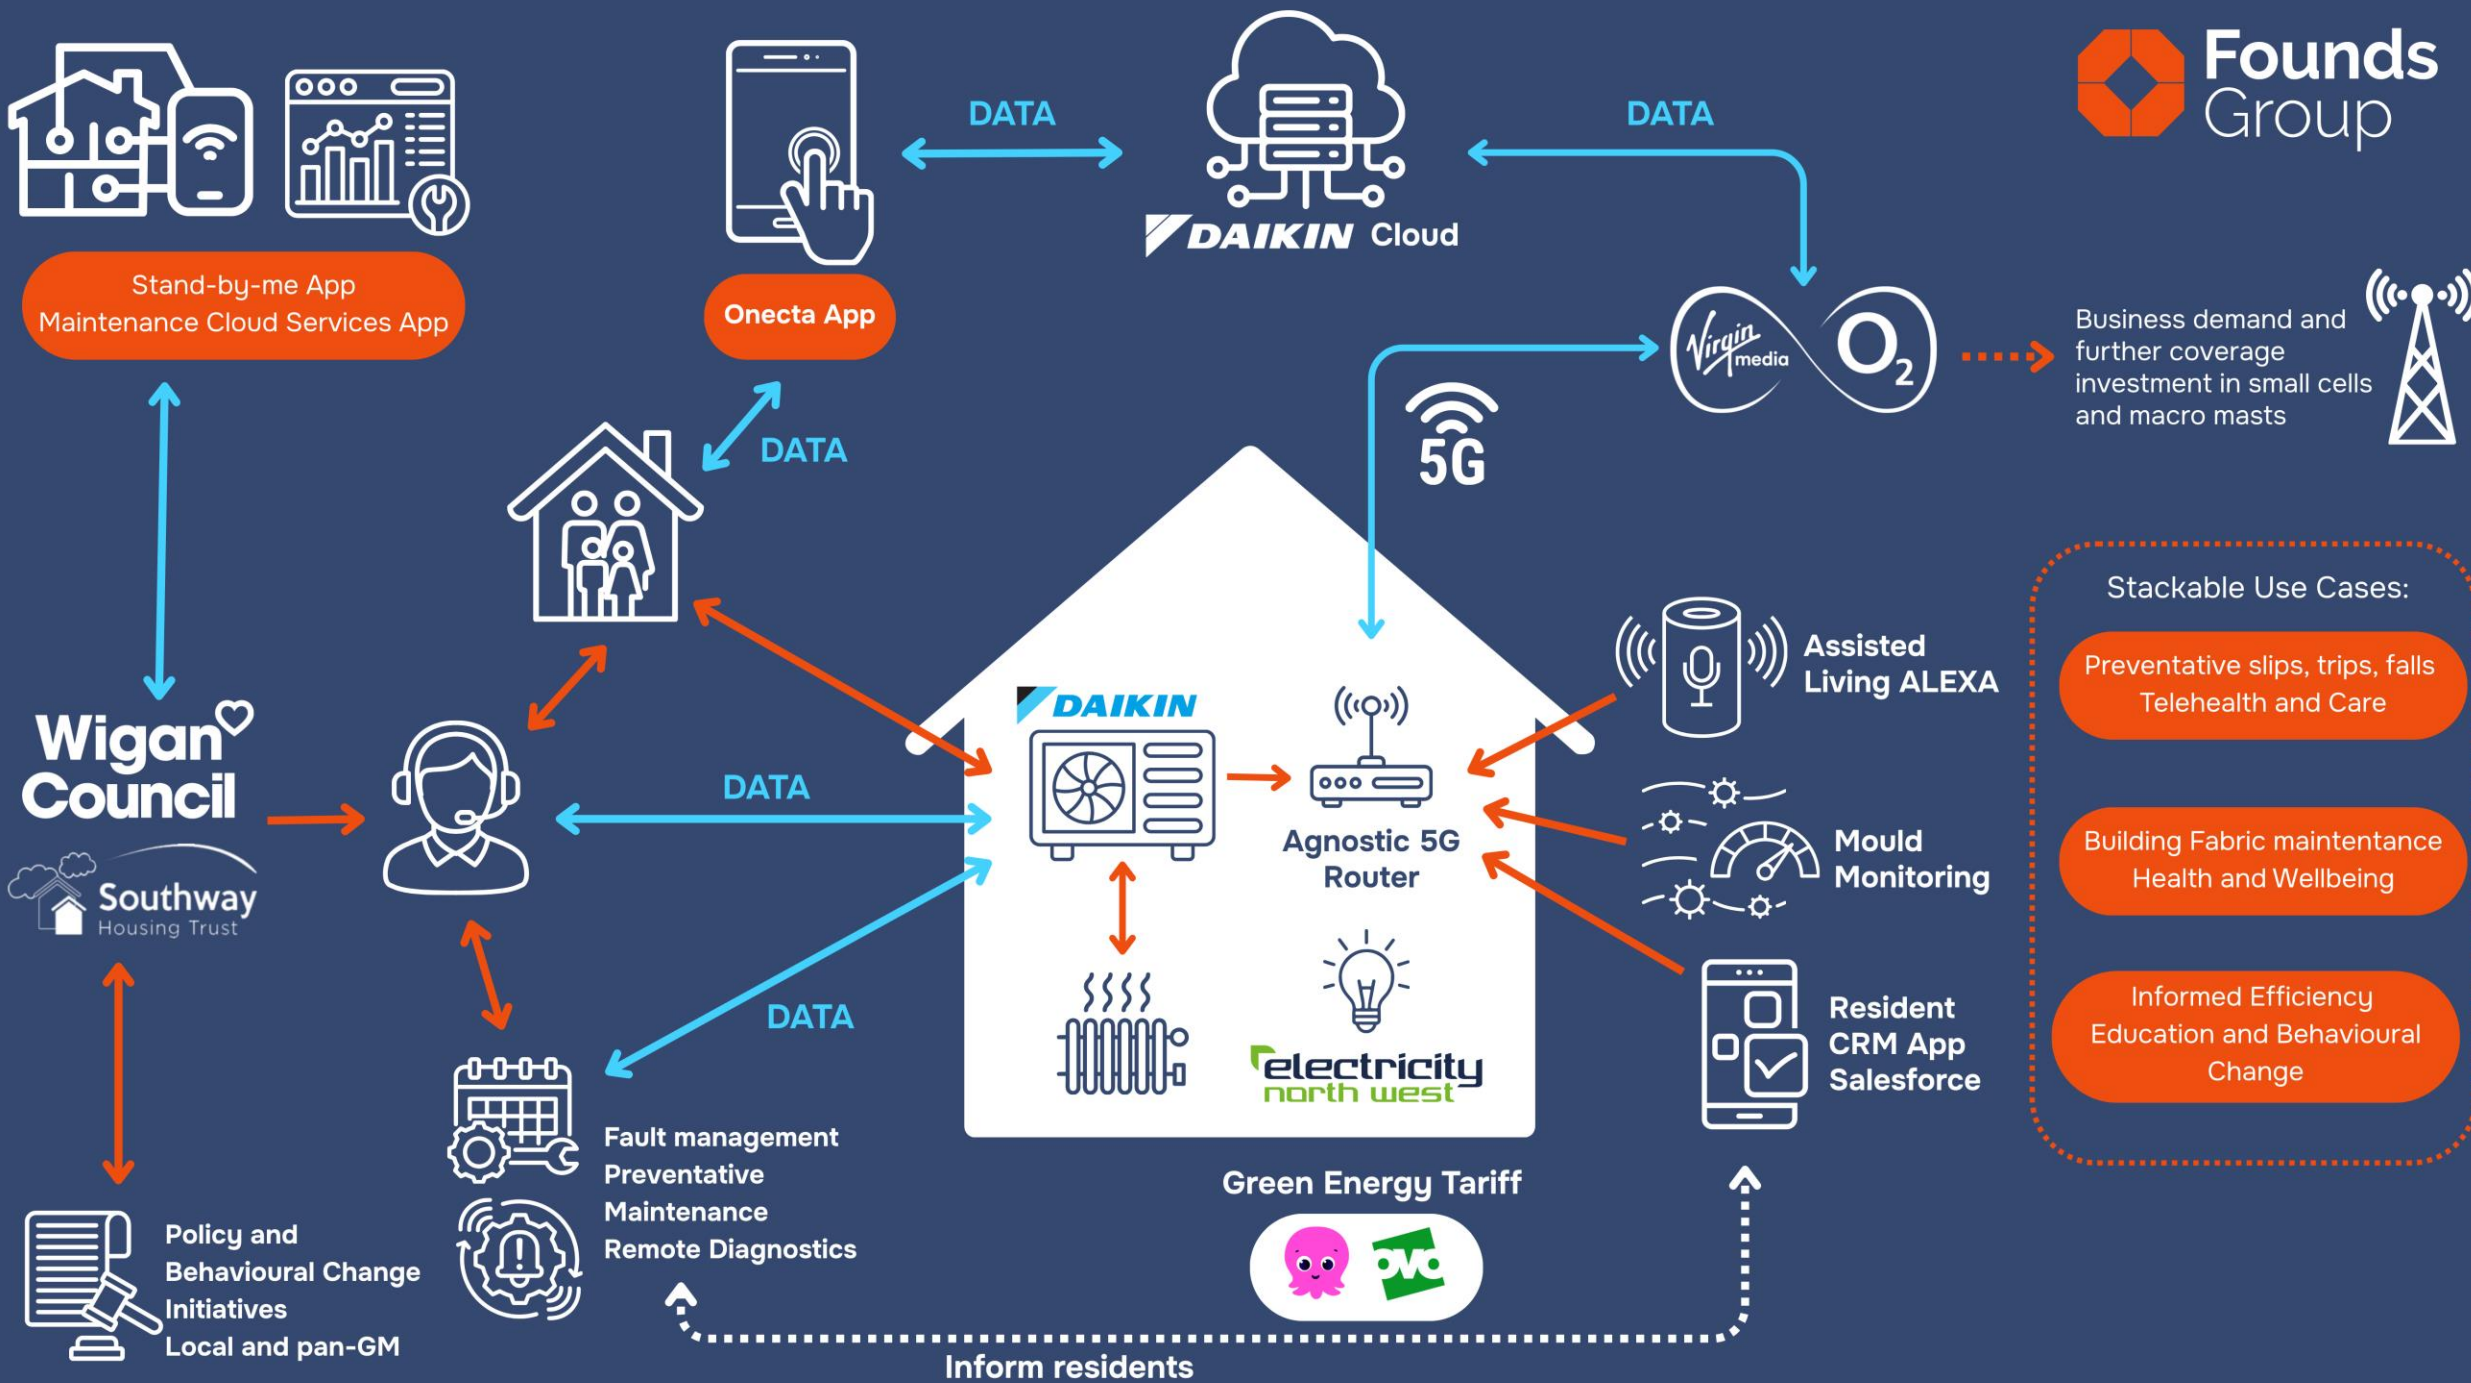 Founds
Group
DATA
DATA
DAIKIN Cloud
Stand-by-me App
Maintenance Cloud Services App
Onecta App
Virgin
media
O2
Business demand and
further coverage
investment in small cells
and macro masts
5G
DATA
Stackable Use Cases:
Preventative slips, trips, falls
Telehealth and Care
Building Fabric maintentance
Health and Wellbeing
Informed Efficiency
Education and Behavioural
Change
Assisted
Living ALEXA
Mould
Monitoring
Resident
CRM App
Salesforce
Wigan
Council
Southway
Housing Trust
DATA
DATA
DAIKIN
Agnostic 5G
Router
electricity
north west
Green Energy Tariff
ovo
Fault management
Preventative
Maintenance
Remote Diagnostics
Policy and
Behavioural Change
Initiatives
Local and pan-GM
Inform residents